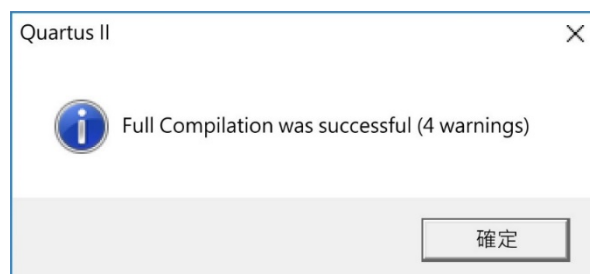 Quartus II
Full Compilation was successful (4 warnings)
確定